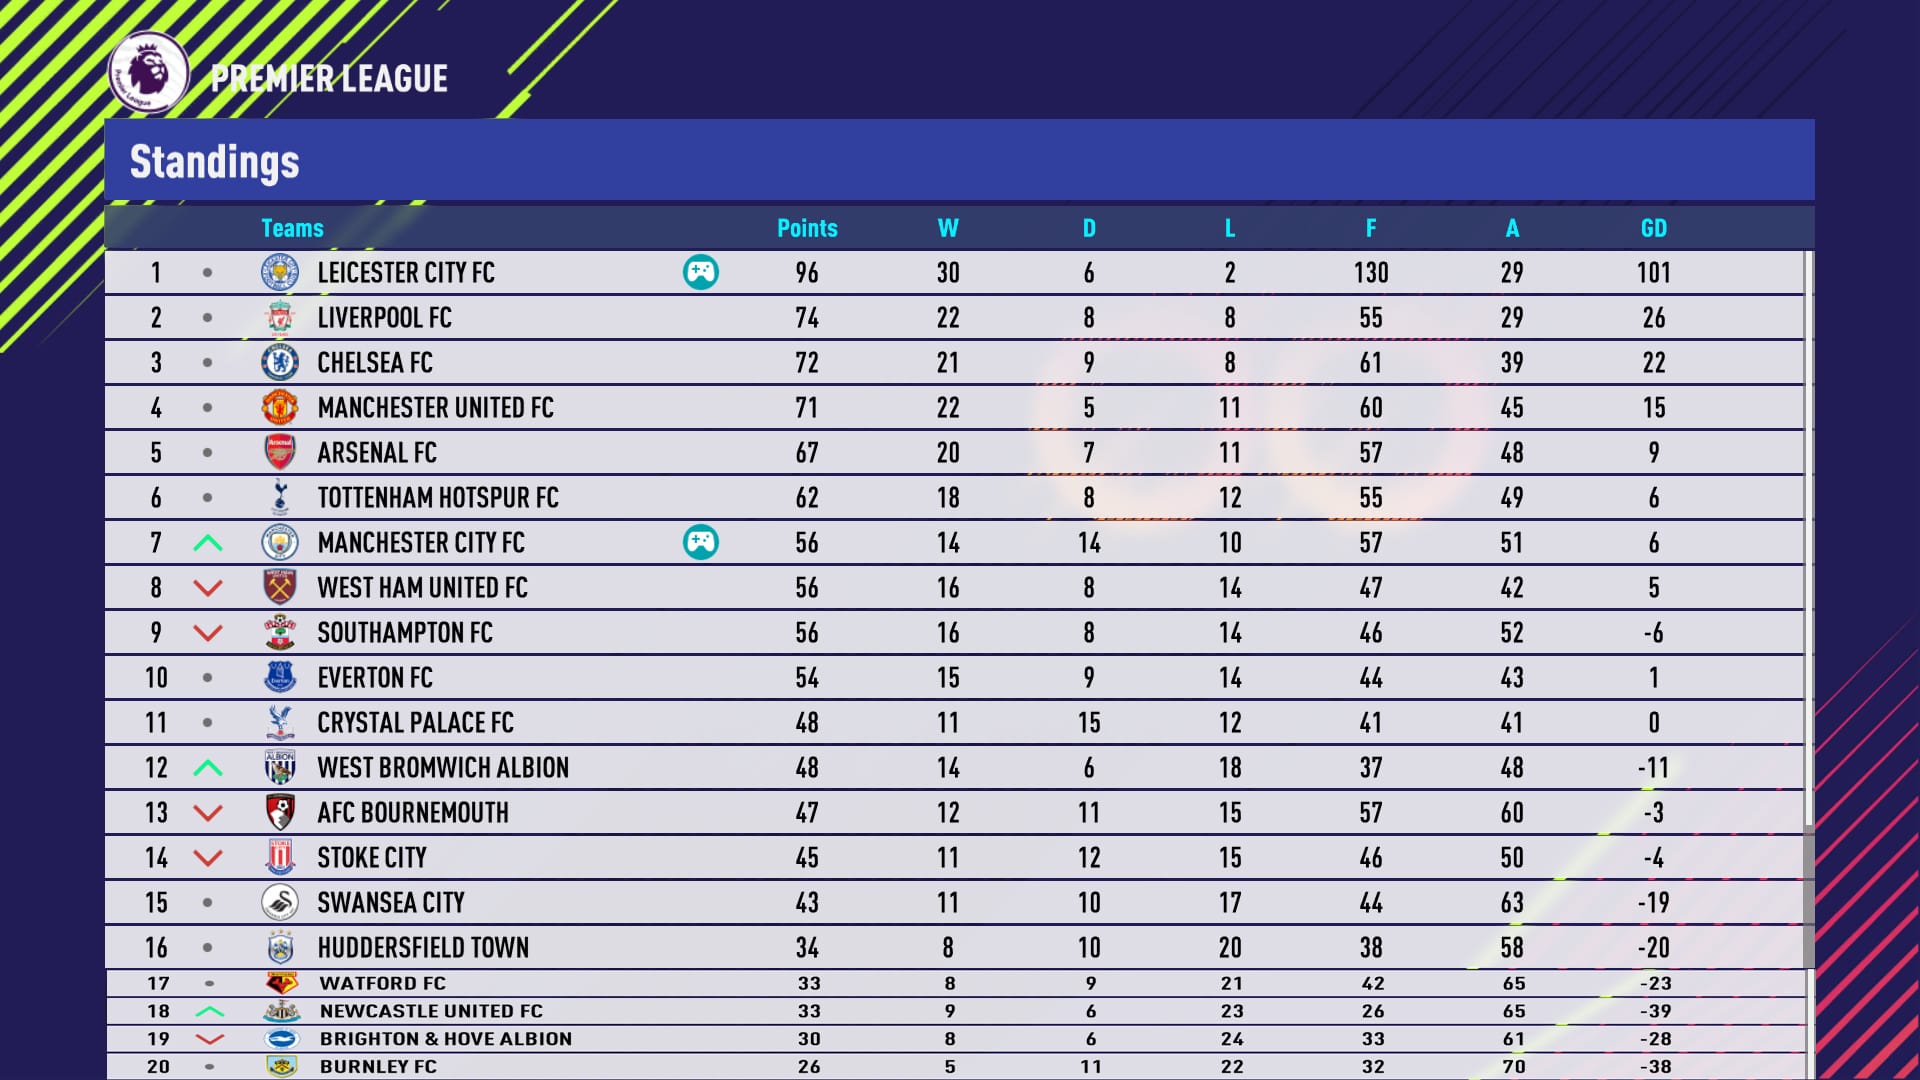 PREMIER LEAGUE
Standings
Teams Points W D L F A GD
1 LEICESTER CITY FC 96 30 6 2 130 29 101
2 LIVERPOOL FC 74 22 8 8 55 29 26
3 CHELSEA FC 72 21 9 8 61 39 22
4 MANCHESTER UNITED FC 71 22 5 11 60 45 15
5 ARSENAL FC 67 20 7 11 57 48 9
6 TOTTENHAM HOTSPUR FC 62 18 8 12 55 49 6
7 MANCHESTER CITY FC 56 14 14 10 57 51 6
8 WEST HAM UNITED FC 56 16 8 14 47 42 5
9 SOUTHAMPTON FC 56 16 8 14 46 52 -6
10 EVERTON FC 54 15 9 14 44 43 1
11 CRYSTAL PALACE FC 48 11 15 12 41 41 0
12 WEST BROMWICH ALBION 48 14 6 18 37 48 -11
13 AFC BOURNEMOUTH 47 12 11 15 57 60 -3
14 STOKE CITY 45 11 12 15 46 50 -4
15 SWANSEA CITY 43 11 10 17 44 63 -19
16 HUDDERSFIELD TOWN 34 8 10 20 38 58 -20
17 WATFORD FC 33 8 9 21 42 65 -23
18 NEWCASTLE UNITED FC 33 9 6 23 26 65 -39
19 BRIGHTON & HOVE ALBION 30 8 6 24 33 61 -28
20 BURNLEY FC 26 5 11 22 32 70 -38